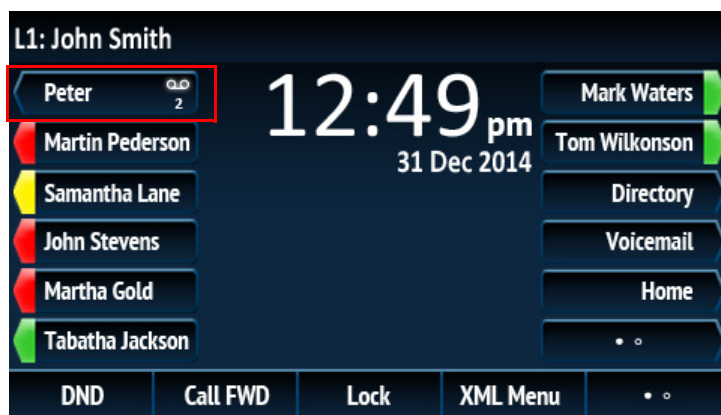 L1: John Smith
Peter
2
Martin Pederson
Samantha Lane
John Stevens
Martha Gold
Tabatha Jackson
12:49 pm
31 Dec 2014
Mark Waters
Tom Wilkonson
Directory
Voicemail
Home
DND Call FWD Lock XML Menu